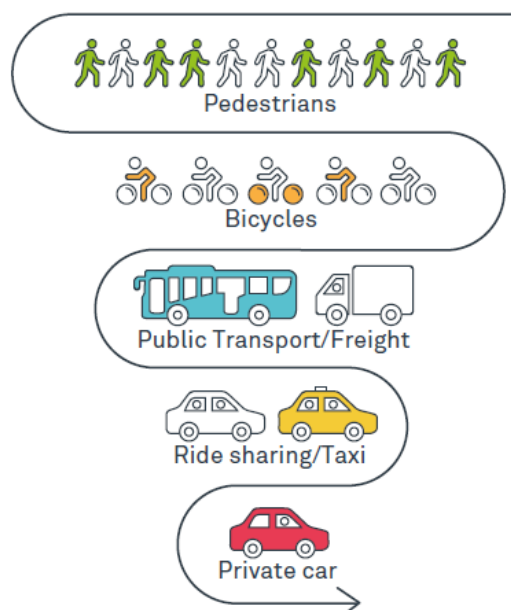 Pedestrians
Bicycles
Public Transport/Freight
Ride sharing/Taxi
Private car